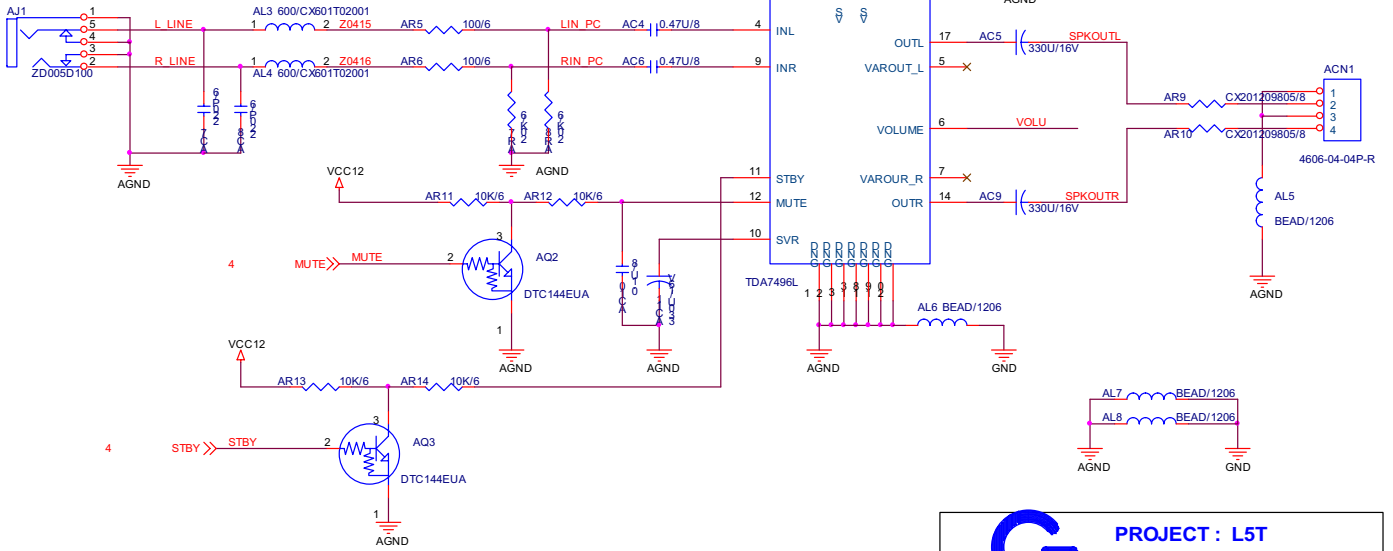 AGND
AJ1
1
5
4
3
2
ZD005D100
L_LINE
R_LINE
AL3 600/CX601T02001
1
2
Z0415
AR5
100/6
LIN_PC
AC4
0.47U/8
4
INL
1
2
AL4 600/CX601T02001
Z0416
AR6
100/6
RIN_PC
AC6
0.47U/8
9
INR
AGND
AGND
OUTL
17
AC5
330U/16V
SPKOUTL
VAROUT_L
5
VOLUME
6
VOLU
VAROUR_R
7
OUTR
14
AC9
330U/16V
SPKOUTR
AR9
CX201209805/8
AR10
CX201209805/8
ACN1
1
2
3
4
4606-04-04P-R
AL5
BEAD/1206
AGND
VCC12
AR11
10K/6
AR12
10K/6
11
STBY
12
MUTE
10
SVR
TDA7496L
4
MUTE
MUTE
2
3
1
AQ2
DTC144EUA
AGND
AGND
AGND
AL6 BEAD/1206
GND
VCC12
AR13
10K/6
AR14
10K/6
4
STBY
STBY
2
3
1
AQ3
DTC144EUA
AGND
AL7
BEAD/1206
AL8
BEAD/1206
AGND
GND
PROJECT : L5T